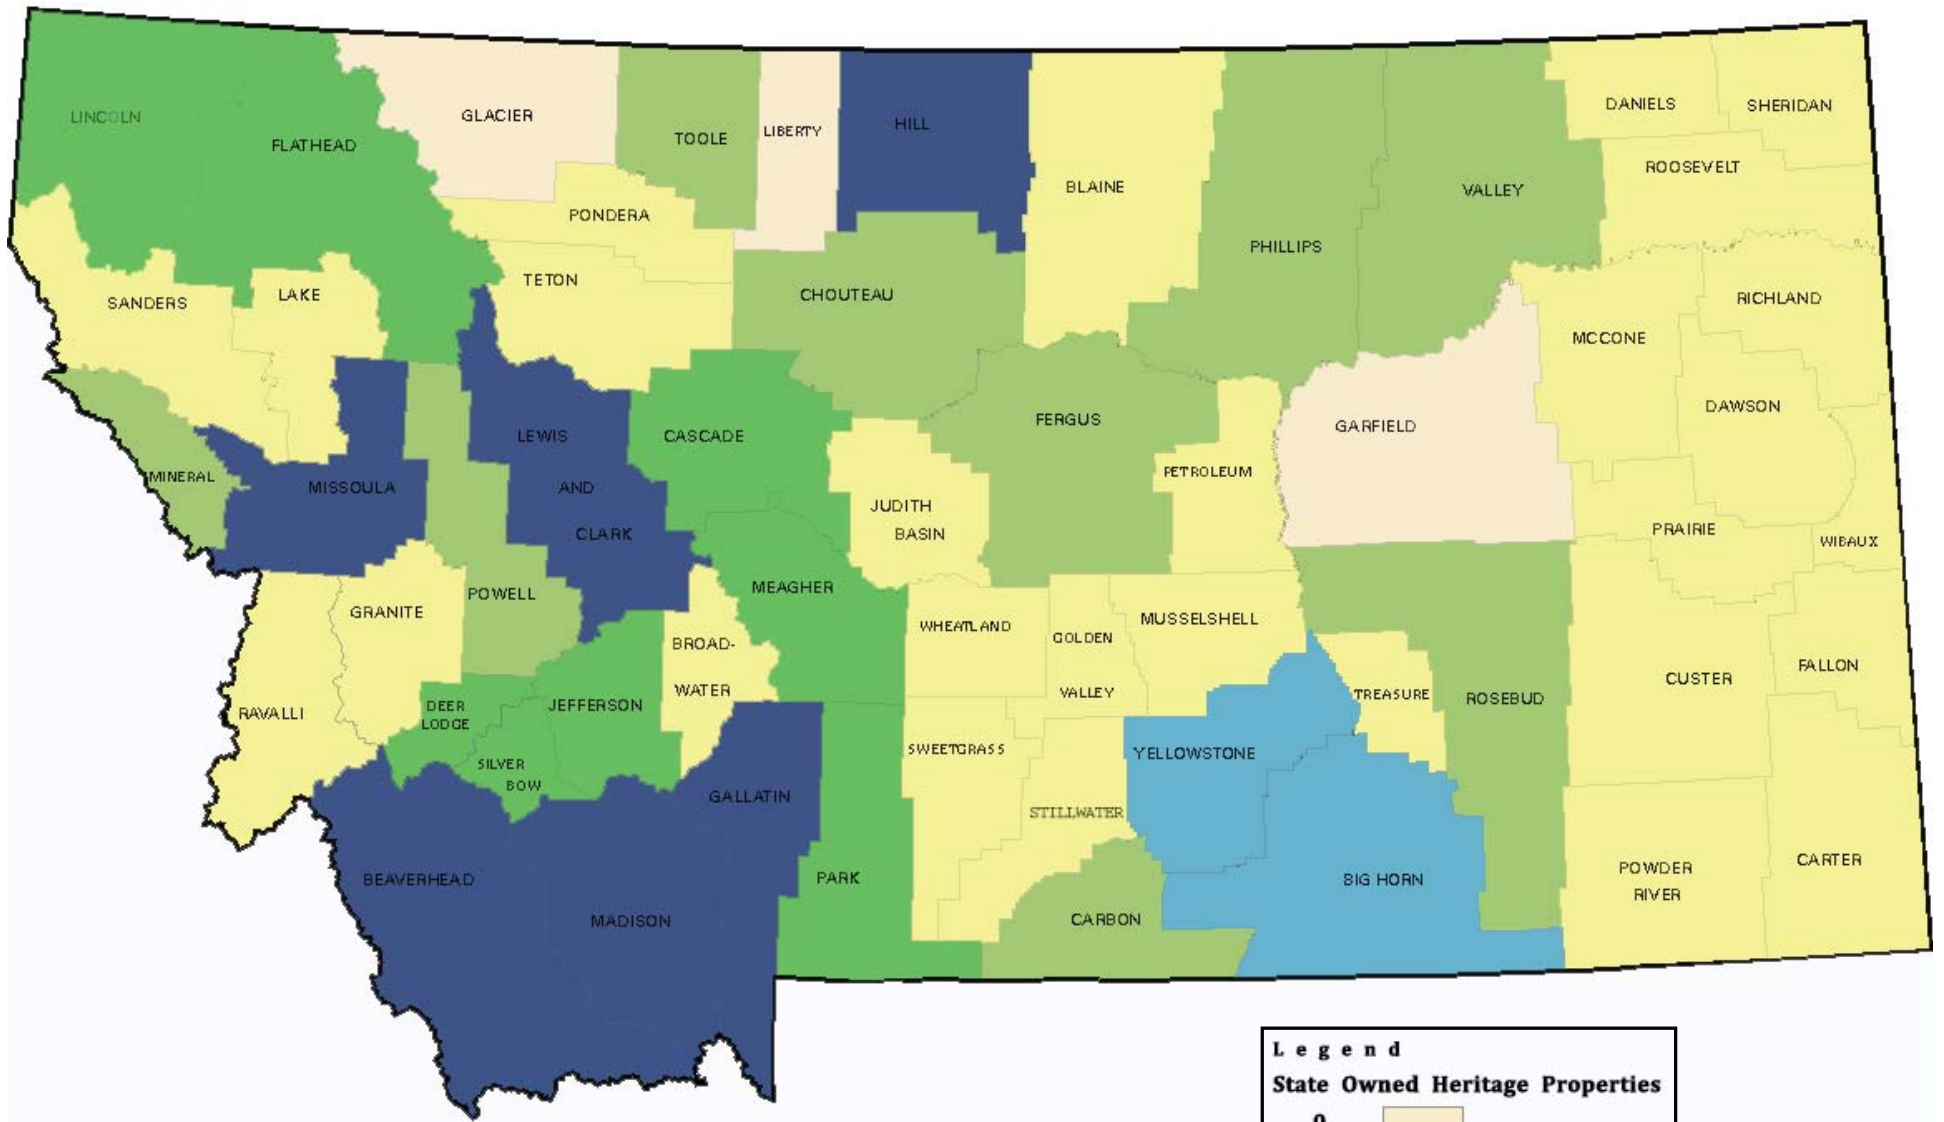 LINCOLN
FLATHEAD
GLACIER
TOOLE
LIBERTY
HILL
BLAINE
PHILLIPS
VALLEY
DANIELS
SHERIDAN
ROOSEVELT
PONDERA
TETON
CHOUTEAU
SANDERS
LAKE
RICHLAND
MCCONE
DAWSON
GARFIELD
FERGUS
PETROLEUM
CASCADE
LEWIS
AND
CLARK
MISSOULA
MINERAL
JUDITH
BASIN
PRAIRIE
WIBAUX
POWELL
GRANITE
MEAGHER
BROAD-
WATER
WHEATLAND
GOLDEN
VALLEY
MUSSELSHELL
TREASURE
ROSEBUD
CUSTER
FALLON
RAVALLI
DEER
LODGE
JEFFERSON
SILVER
BOW
GALLATIN
SWEETGRASS
STILLWATER
YELLOWSTONE
BEAVERHEAD
MADISON
PARK
CARBON
BIG HORN
POWDER
RIVER
CARTER
Legend
State Owned Heritage Properties
0